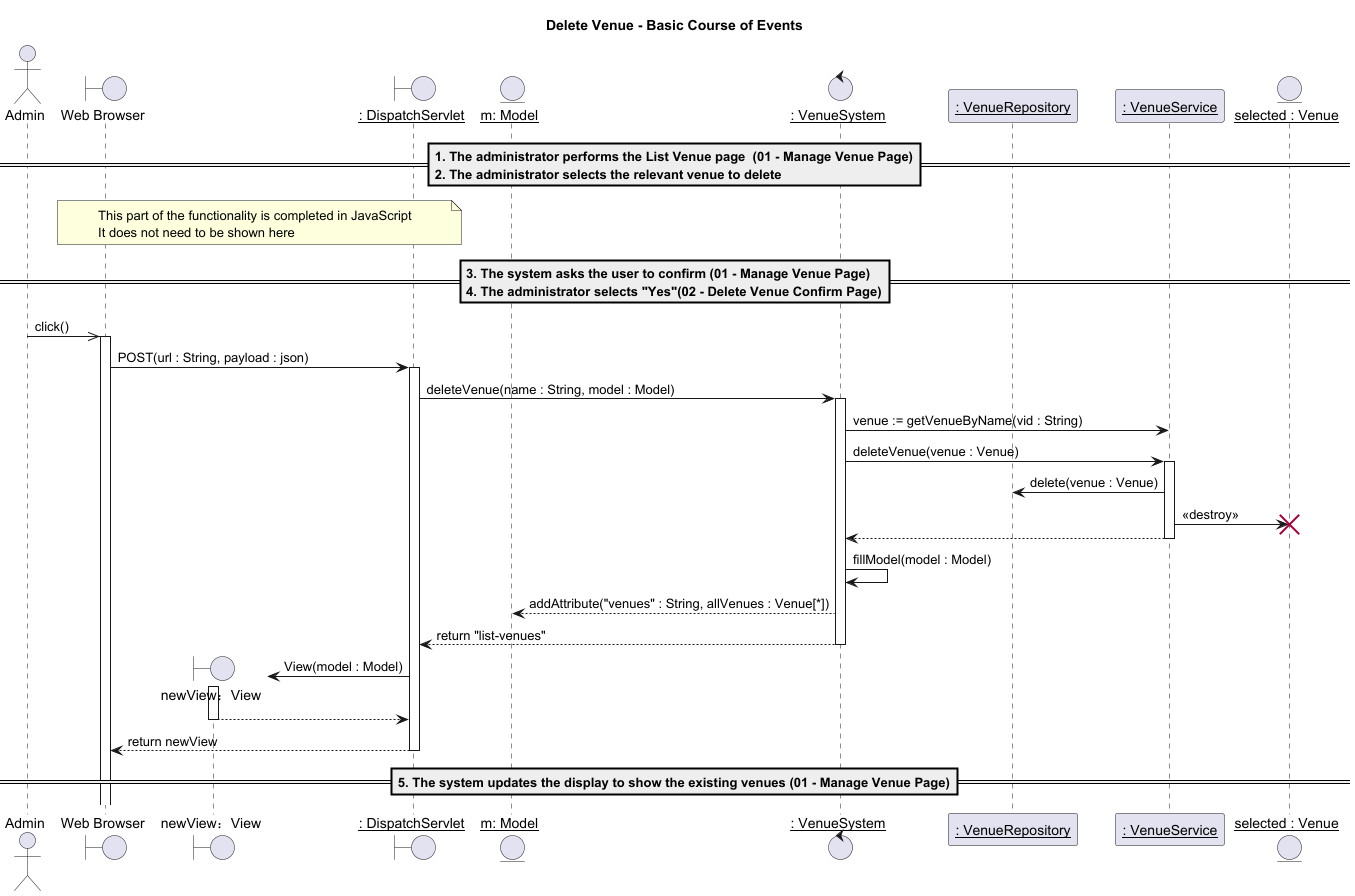 Delete Venue - Basic Course of Events
Admin
Web Browser
: DispatchServlet
m: Model
: VenueSystem
: VenueRepository
: VenueService
selected : Venue
1. The administrator performs the List Venue page  (01 - Manage Venue Page)
2. The administrator selects the relevant venue to delete
This part of the functionality is completed in JavaScript
It does not need to be shown here
3. The system asks the user to confirm (01 - Manage Venue Page)
4. The administrator selects "Yes"(02 - Delete Venue Confirm Page)
click()
POST(url : String, payload : json)
deleteVenue(name : String, model : Model)
venue := getVenueByName(vid : String)
deleteVenue(venue : Venue)
delete(venue : Venue)
«destroy»
fillModel(model : Model)
addAttribute("venues" : String, allVenues : Venue[*])
return "list-venues"
View(model : Model)
newView：View
return newView
5. The system updates the display to show the existing venues (01 - Manage Venue Page)
Admin
Web Browser
newView：View
: DispatchServlet
m: Model
: VenueSystem
: VenueRepository
: VenueService
selected : Venue